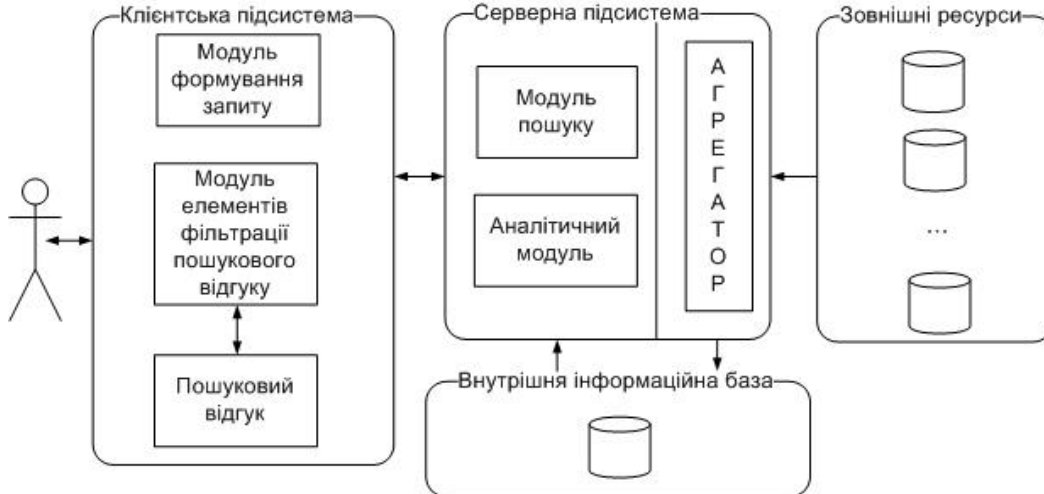 Клієнтська підсистема
Модуль
формування
запиту
Модуль
елементів
фільтрації
пошукового
відгуку
Пошуковий
відгук
Серверна підсистема
Модуль
пошуку
Аналітичний
модуль
А
Г
Р
Е
Г
А
Т
О
Р
Зовнішні ресурси
...
Внутрішня інформаційна база